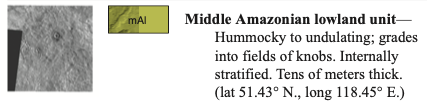 mAl
Middle Amazonian lowland unit—
Hummocky to undulating; grades
into fields of knobs. Internally
stratified. Tens of meters thick.
(lat 51.43° N., long 118.45° E.)